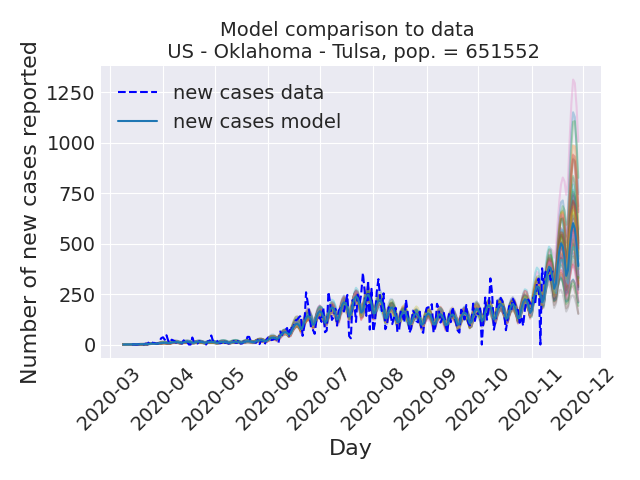 Model comparison to data
US - Oklahoma - Tulsa, pop. = 651552
Number of new cases reported
1250
1000
750
500
250
0
new cases data
new cases model
2020-03
2020-04
2020-05
2020-06
2020-07
2020-08
2020-09
2020-10
2020-11
2020-12
Day